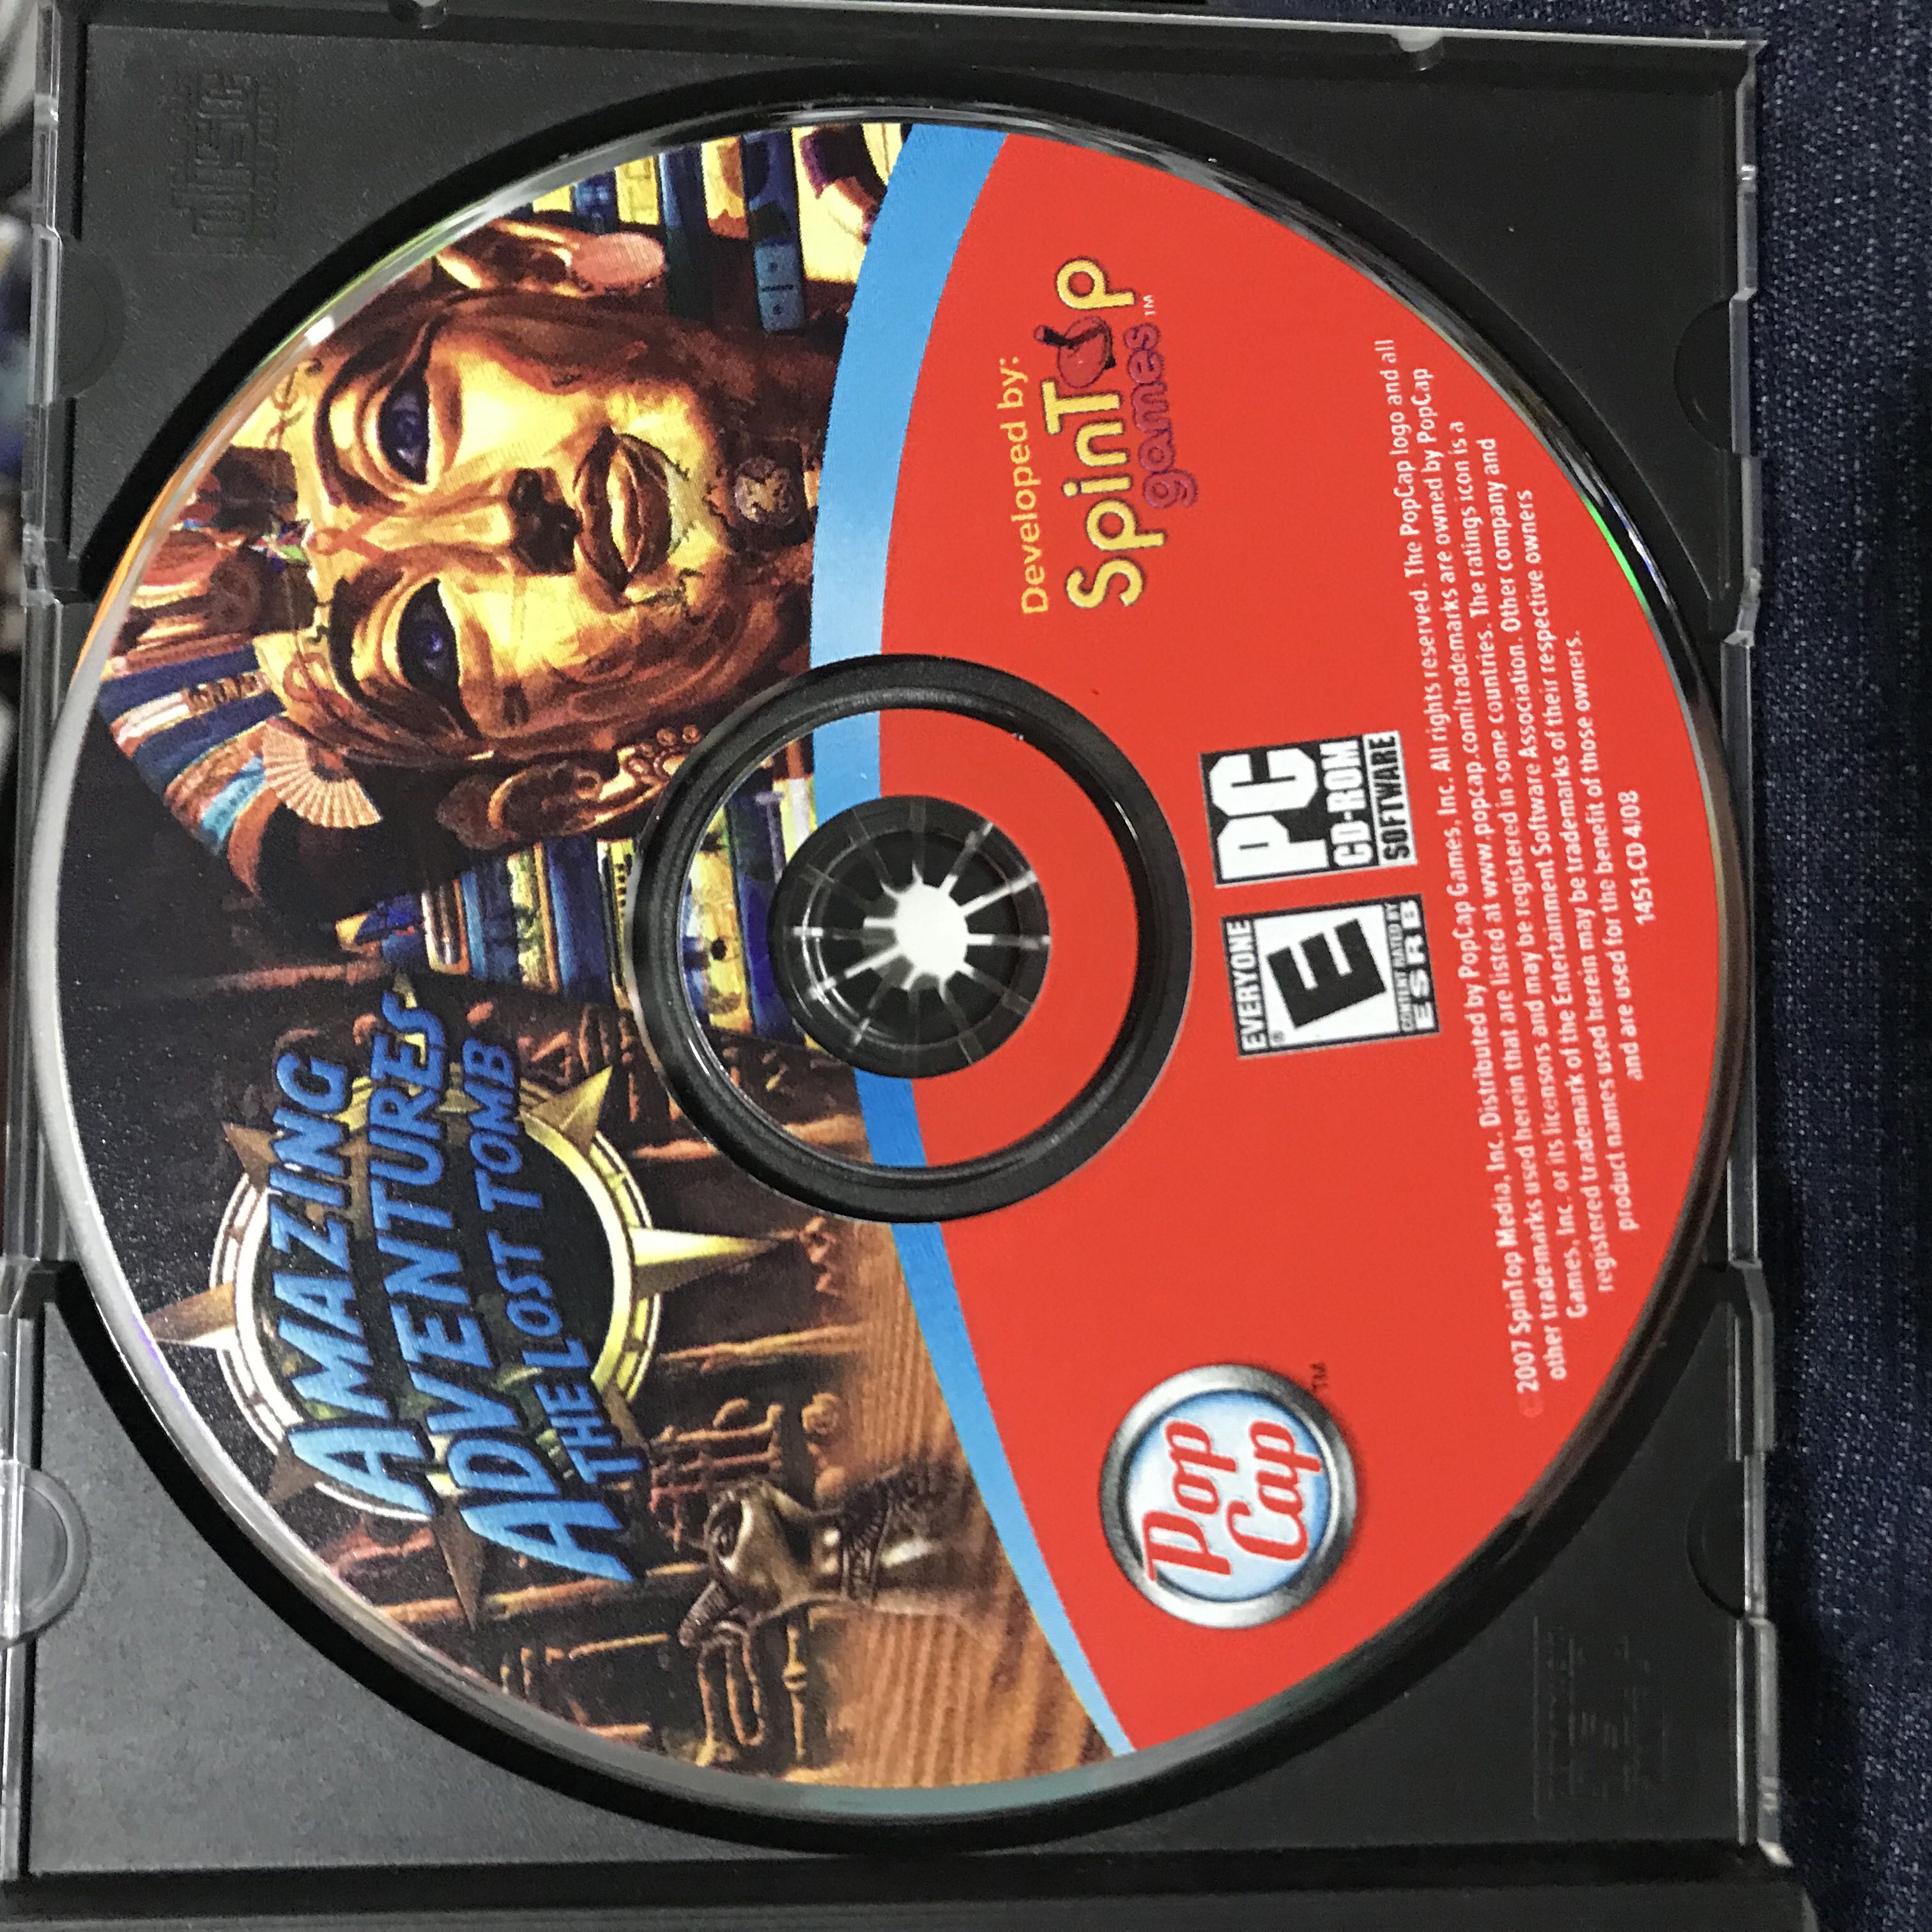 AMAZING
ADVENTURES
THE LOST TOMB
Developed by:
SpinTop
games™
Pop
Cap
TM
EVERYONE
E
®
CONTENT RATED BY
ESRB
PC
CD-ROM
SOFTWARE
© 2007 SpinTop Media, Inc. Distributed by PopCap Games, Inc. All rights reserved. The PopCap logo and all
other trademarks used herein that are listed at www.popcap.com/trademarks are owned by PopCap
Games, Inc. or its licensors and may be registered in some countries. The ratings icon is a
registered trademark of the Entertainment Software Association. Other company and
product names used herein may be trademarks of their respective owners
and are used for the benefit of those owners.
1451-CD 4/08
disc